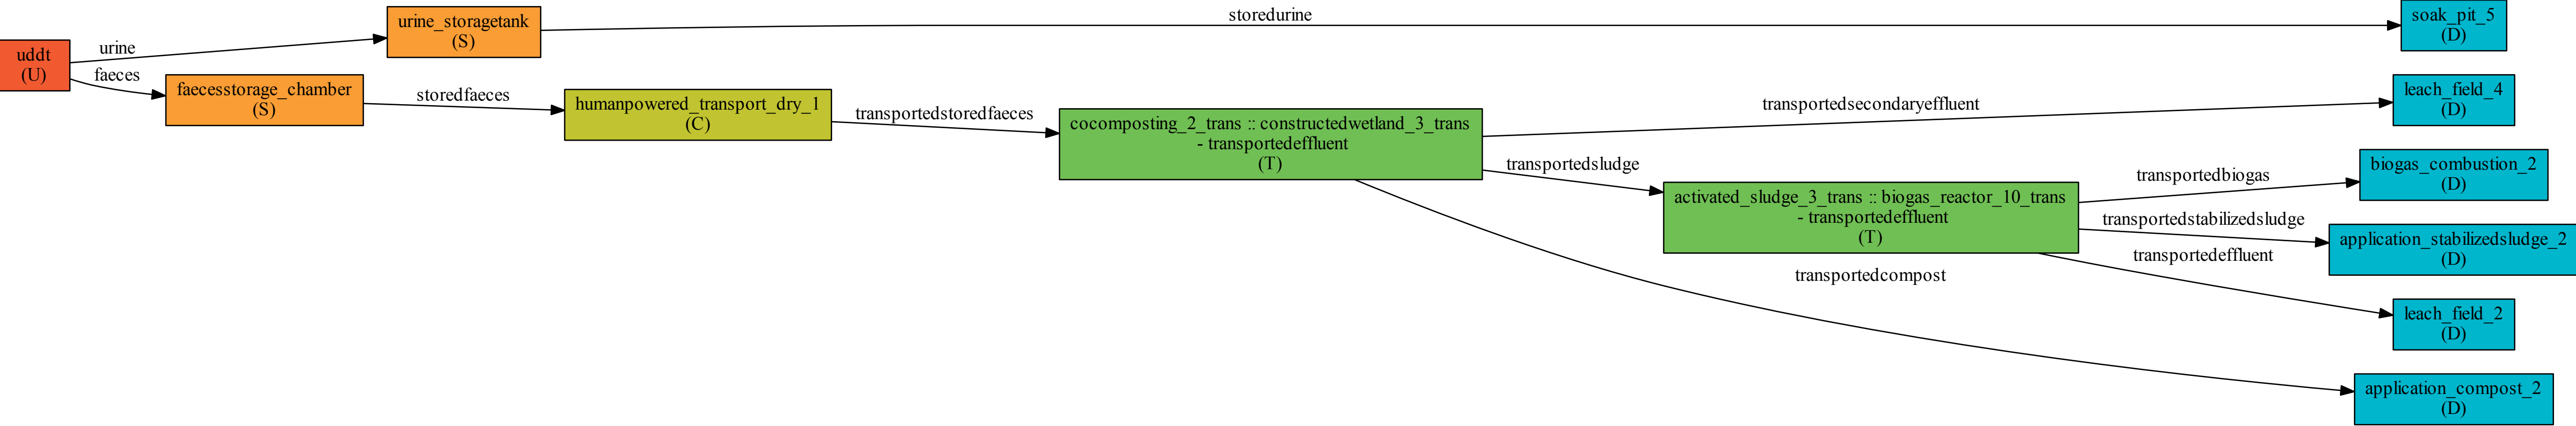 uddt
(U)
urine
faeces
urine_storagetank
(S)
faecesstorage_chamber
(S)
storedurine
storedfaeces
humanpowered_transport_dry_1
(C)
transportedstoredfaeces
cocomposting_2_trans :: constructedwetland_3_trans
- transportedeffluent
(T)
transportedsecondaryeffluent
transportedsludge
transportedcompost
activated_sludge_3_trans :: biogas_reactor_10_trans
- transportedeffluent
(T)
transportedbiogas
transportedstabilizedsludge
transportedeffluent
soak_pit_5
(D)
leach_field_4
(D)
biogas_combustion_2
(D)
application_stabilizedsludge_2
(D)
leach_field_2
(D)
application_compost_2
(D)